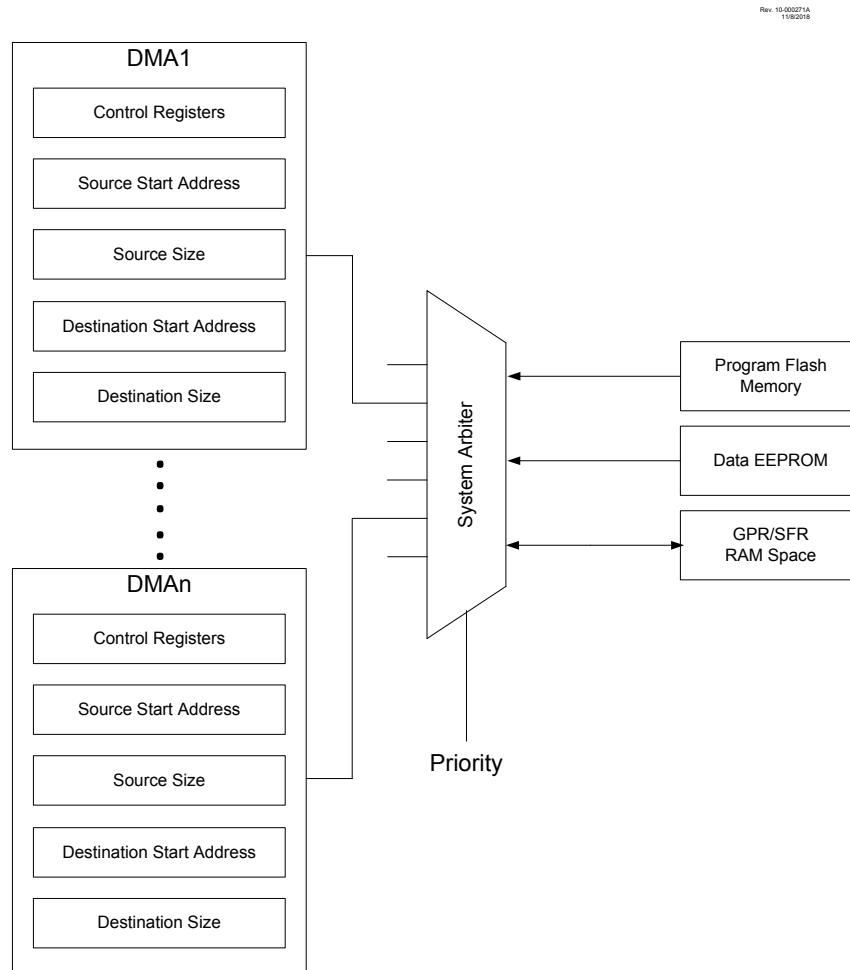 Rev. 10-000271A
11/8/2018
DMA1
Control Registers
Source Start Address
Source Size
Destination Start Address
Destination Size
DMAn
Control Registers
Source Start Address
Source Size
Destination Start Address
Destination Size
System Arbiter
Priority
Program Flash
Memory
Data EEPROM
GPR/SFR
RAM Space